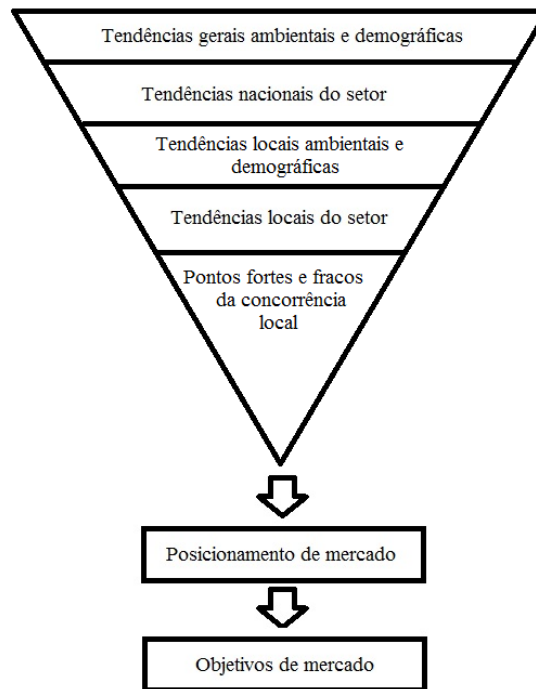 Tendências gerais ambientais e demográficas
Tendências nacionais do setor
Tendências locais ambientais e
demográficas
Tendências locais do setor
Pontos fortes e fracos
da concorrência
local
Posicionamento de mercado
Objetivos de mercado